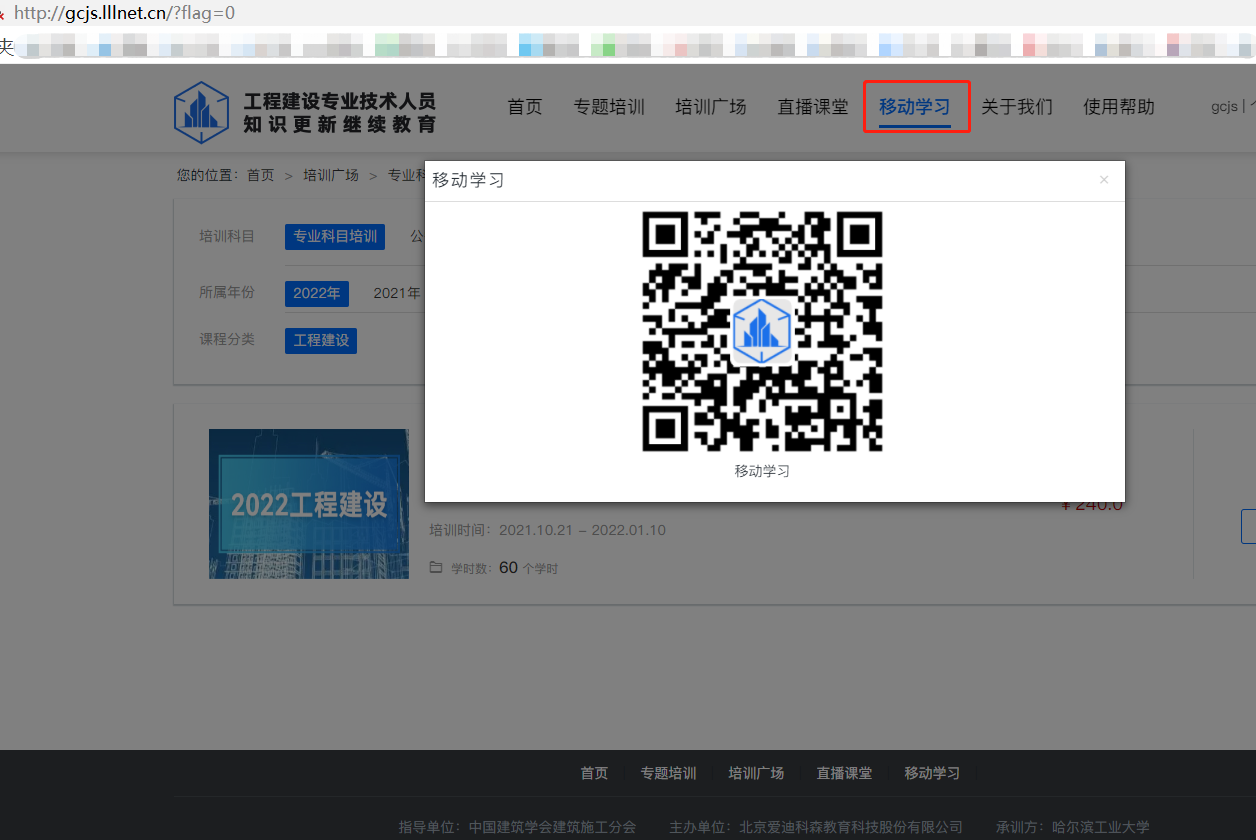 http://gcjs.lllnet.cn/?flag=0
夹
工程建设专业技术人员
知识更新继续教育
首页 专题培训 培训广场 直播课堂 移动学习 关于我们 使用帮助 gcjs |
您的位置：首页 > 培训广场 > 专业科
移动学习 ×
培训科目 专业科目培训 公
所属年份 2022年 2021年
课程分类 工程建设
移动学习
2022工程建设
¥ 240.0
培训时间：2021.10.21 – 2022.01.10
学时数：60 个学时
首页 专题培训 培训广场 直播课堂 移动学习
指导单位：中国建筑学会建筑施工分会 主办单位：北京爱迪科森教育科技股份有限公司 承训方：哈尔滨工业大学